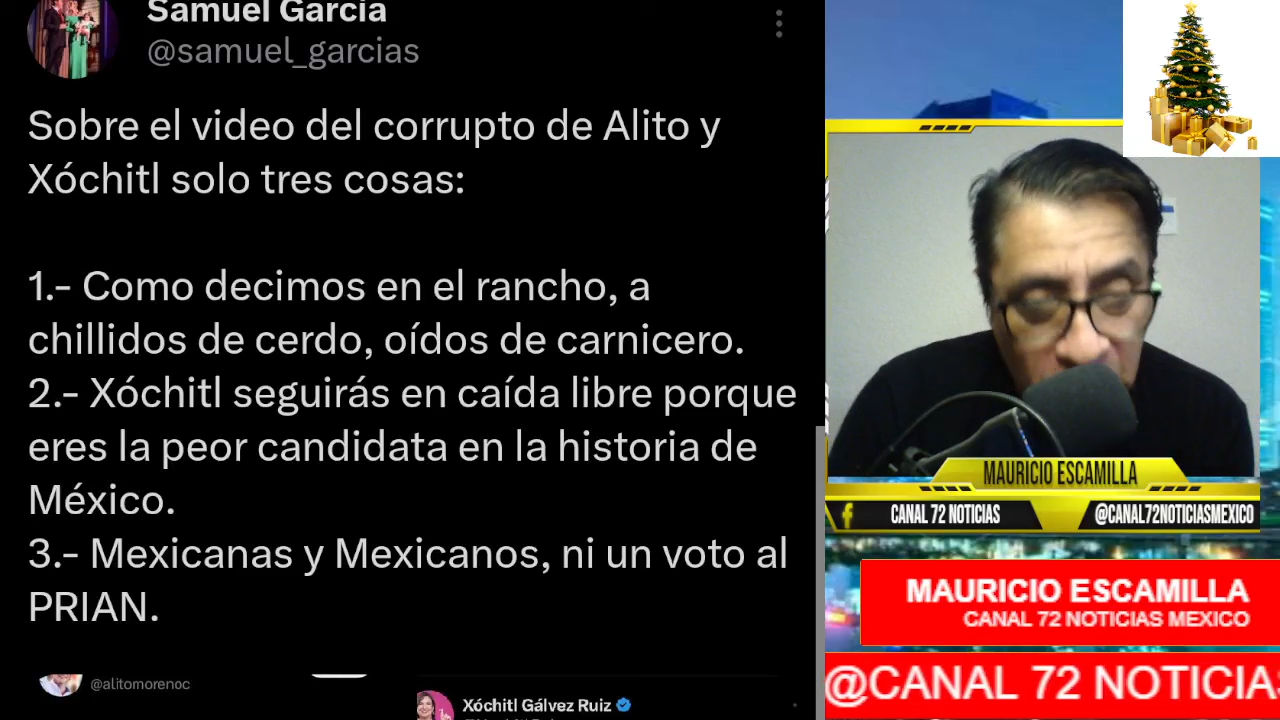 Samuel García
@samuel_garcias
Sobre el video del corrupto de Alito y
Xóchitl solo tres cosas:
1.- Como decimos en el rancho, a
chillidos de cerdo, oídos de carnicero.
2.- Xóchitl seguirás en caída libre porque
eres la peor candidata en la historia de
México.
3.- Mexicanas y Mexicanos, ni un voto al
PRIAN.
@alitomorenoc
Xóchitl Gálvez Ruiz
MAURICIO ESCAMILLA
CANAL 72 NOTICIAS
@CANAL72NOTICIASMEXICO
MAURICIO ESCAMILLA
CANAL 72 NOTICIAS MEXICO
@CANAL 72 NOTICIAS